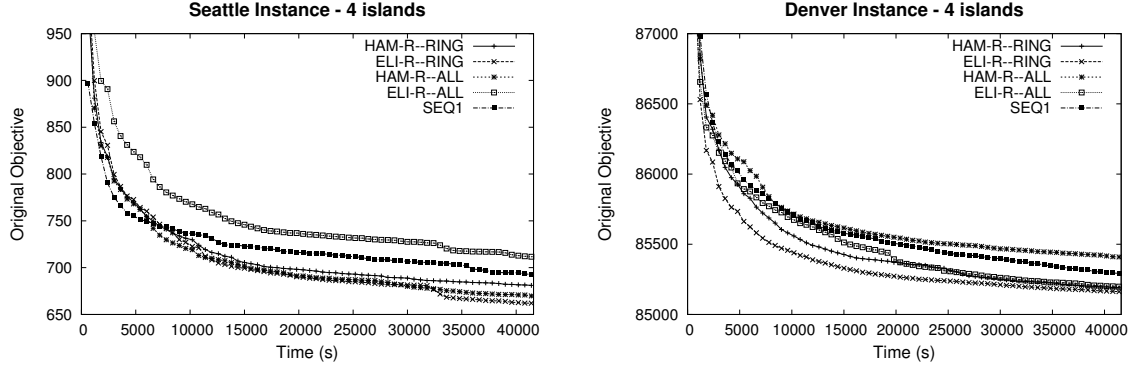 Seattle Instance - 4 islands
Original Objective
950
900
850
800
750
700
650
HAM-R--RING
ELI-R--RING
HAM-R--ALL
ELI-R--ALL
SEQ1
0 5000 10000 15000 20000 25000 30000 35000 40000
Time (s)
Denver Instance - 4 islands
Original Objective
87000
86500
86000
85500
85000
HAM-R--RING
ELI-R--RING
HAM-R--ALL
ELI-R--ALL
SEQ1
0 5000 10000 15000 20000 25000 30000 35000 40000
Time (s)